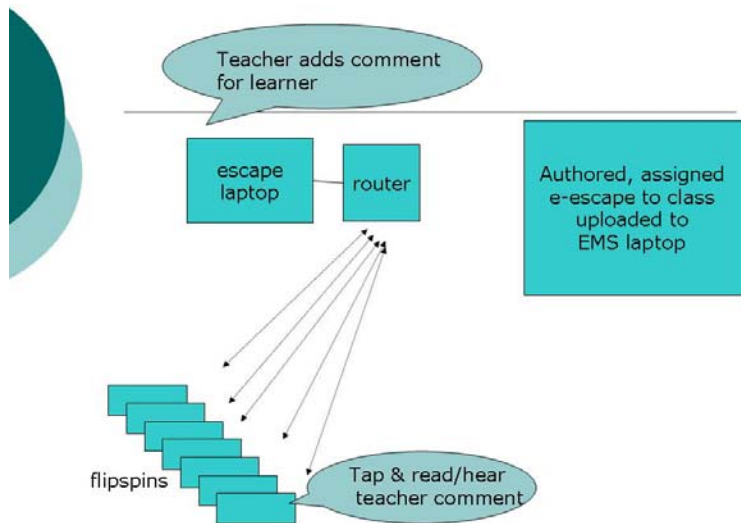 Teacher adds comment
for learner
escape
laptop
router
Authored, assigned
e-escape to class
uploaded to
EMS laptop
flipspins
Tap & read/hear
teacher comment